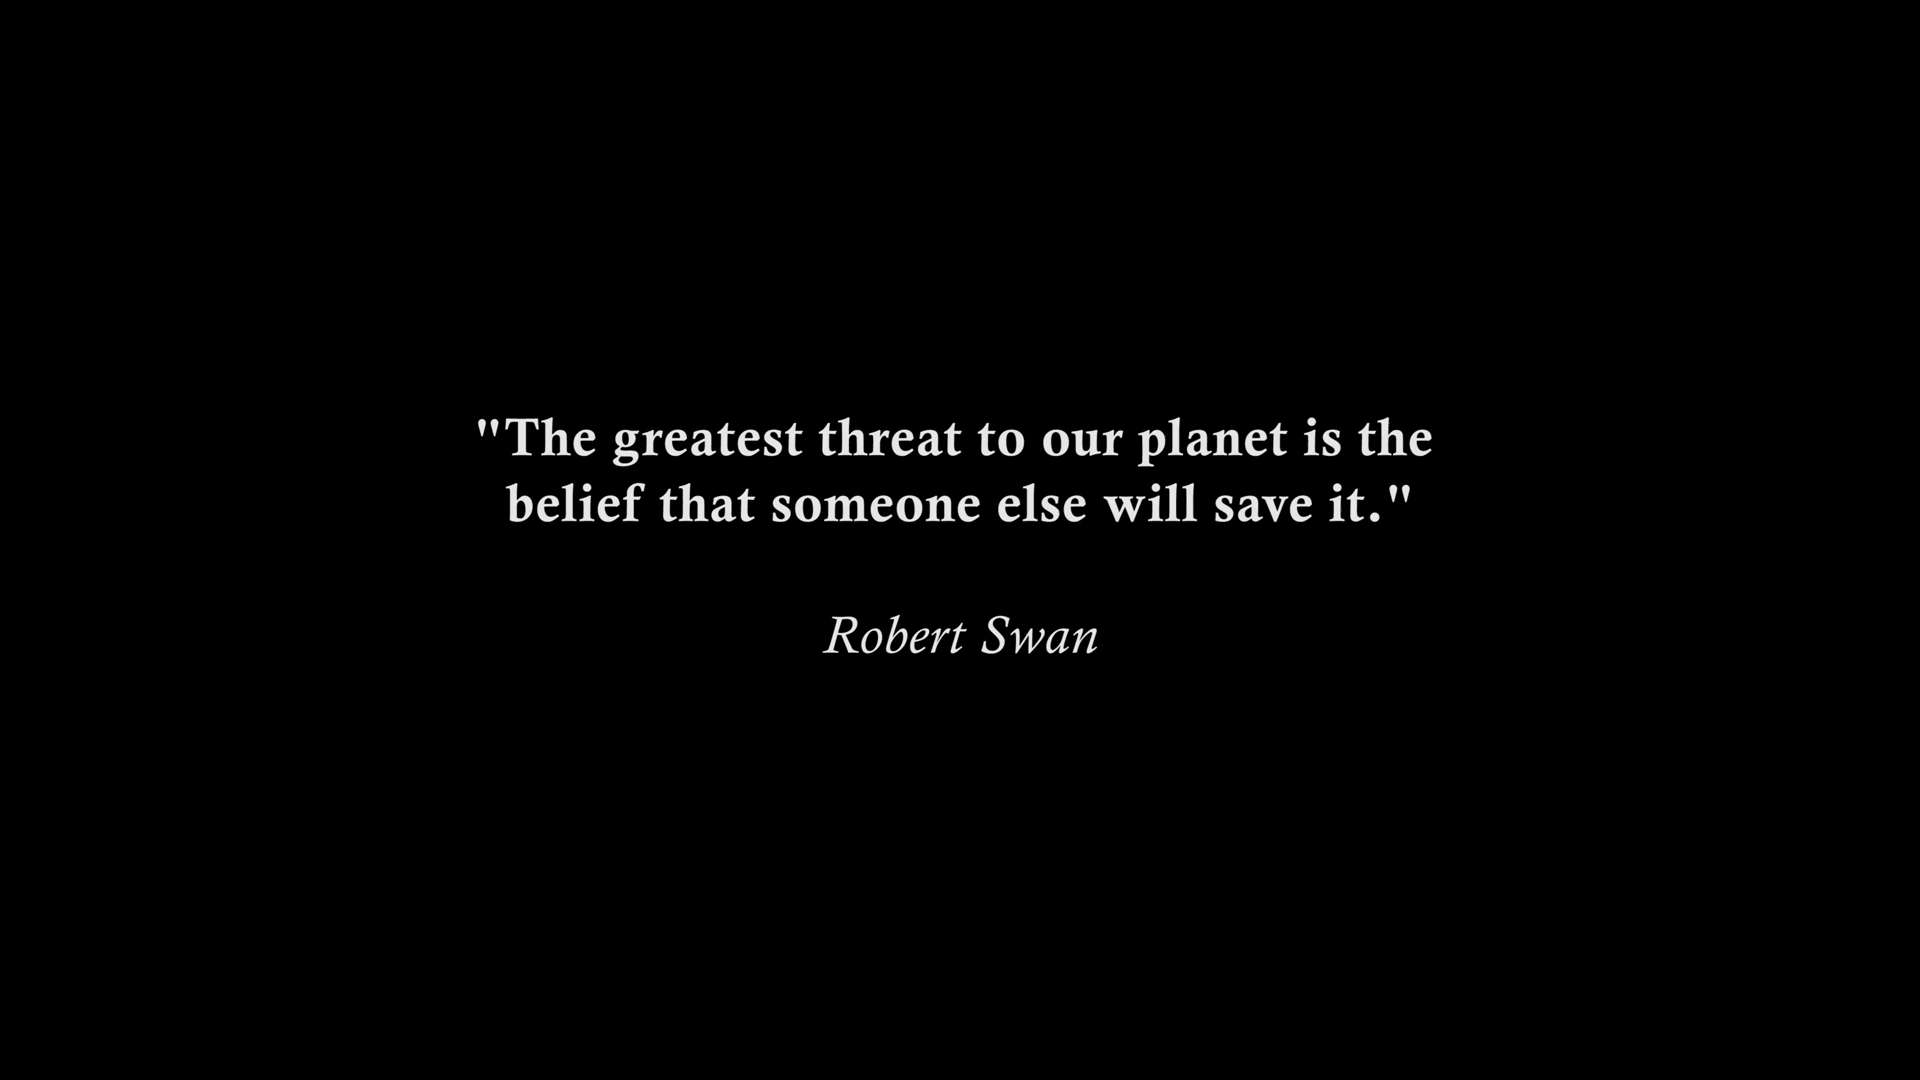 "The greatest threat to our planet is the
belief that someone else will save it."
Robert Swan